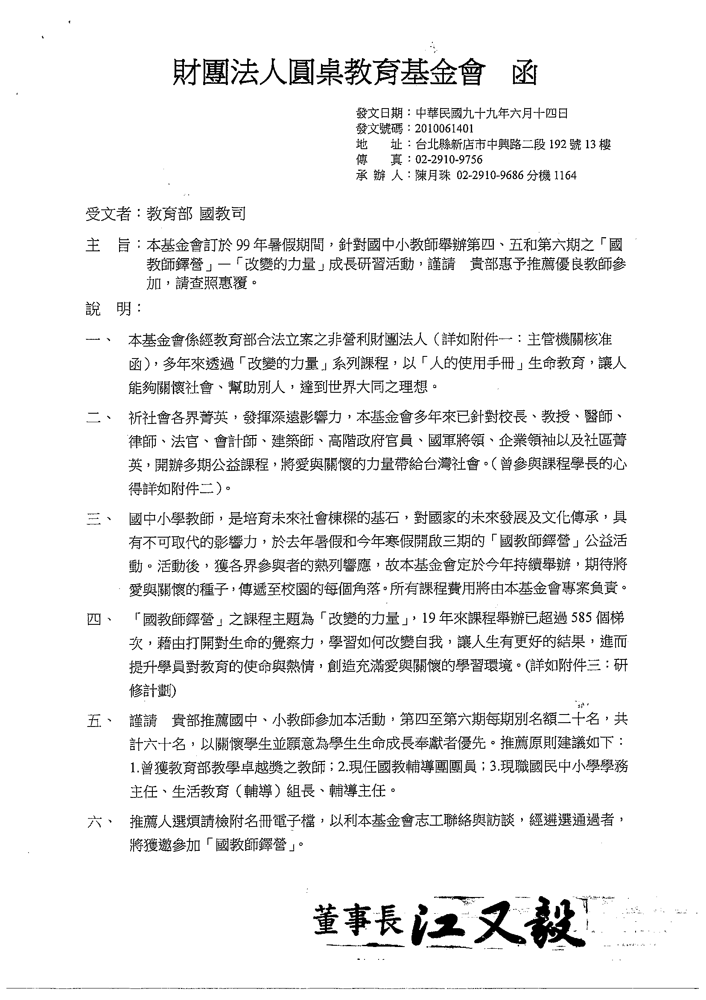 財團法人圓桌教育基金會　函
發文日期：中華民國九十九年六月十四日
發文號碼：2010061401
地　　址：台北縣新店市中興路二段 192 號 13 樓
傳　　真：02-2910-9756
承 辦 人：陳月珠 02-2910-9686 分機 1164
受文者：教育部 國教司
主　旨：本基金會訂於 99 年暑假期間，針對國中小教師舉辦第四、五和第六期之「國
教師鐸營」—「改變的力量」成長研習活動，謹請　貴部惠予推薦優良教師參
加，請查照惠覆。
說　明：
一、　本基金會係經教育部合法立案之非營利財團法人（詳如附件一：主管機關核准
函），多年來透過「改變的力量」系列課程，以「人的使用手冊」生命教育，讓人
能夠關懷社會、幫助別人，達到世界大同之理想。
二、　祈社會各界菁英，發揮深遠影響力，本基金會多年來已針對校長、教授、醫師、
律師、法官、會計師、建築師、高階政府官員、國軍將領、企業領袖以及社區菁
英，開辦多期公益課程，將愛與關懷的力量帶給台灣社會。（曾參與課程學長的心
得詳如附件二）。
三、　國中小學教師，是培育未來社會棟樑的基石，對國家的未來發展及文化傳承，具
有不可取代的影響力，於去年暑假和今年寒假開啟三期的「國教師鐸營」公益活
動。活動後，獲各界參與者的熱列響應，故本基金會定於今年持續舉辦，期待將
愛與關懷的種子，傳遞至校園的每個角落。所有課程費用將由本基金會專案負責。
四、　「國教師鐸營」之課程主題為「改變的力量」，19 年來課程舉辦已超過 585 個梯
次，藉由打開對生命的覺察力，學習如何改變自我，讓人生有更好的結果，進而
提升學員對教育的使命與熱情，創造充滿愛與關懷的學習環境。(詳如附件三：研
修計劃)
五、　謹請　貴部推薦國中、小教師參加本活動，第四至第六期每期別名額二十名，共
計六十名，以關懷學生並願意為學生生命成長奉獻者優先。推薦原則建議如下：
1.曾獲教育部教學卓越獎之教師；2.現任國教輔導團團員；3.現職國民中小學學務
主任、生活教育（輔導）組長、輔導主任。
六、　推薦人選煩請檢附名冊電子檔，以利本基金會志工聯絡與訪談，經遴選通過者，
將獲邀參加「國教師鐸營」。
董事長 江又毅